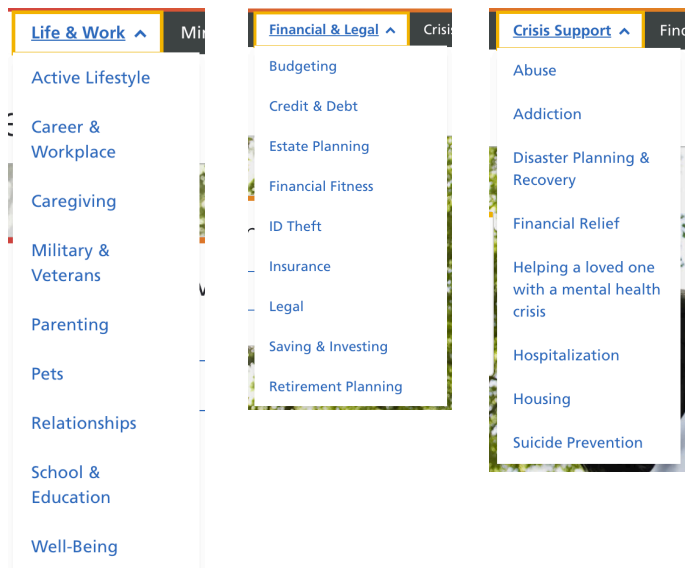 Life & Work
Active Lifestyle
Career &
Workplace
Caregiving
Military &
Veterans
Parenting
Pets
Relationships
School &
Education
Well-Being
Financial & Legal
Budgeting
Credit & Debt
Estate Planning
Financial Fitness
ID Theft
Insurance
Legal
Saving & Investing
Retirement Planning
Crisis Support
Abuse
Addiction
Disaster Planning &
Recovery
Financial Relief
Helping a loved one
with a mental health
crisis
Hospitalization
Housing
Suicide Prevention